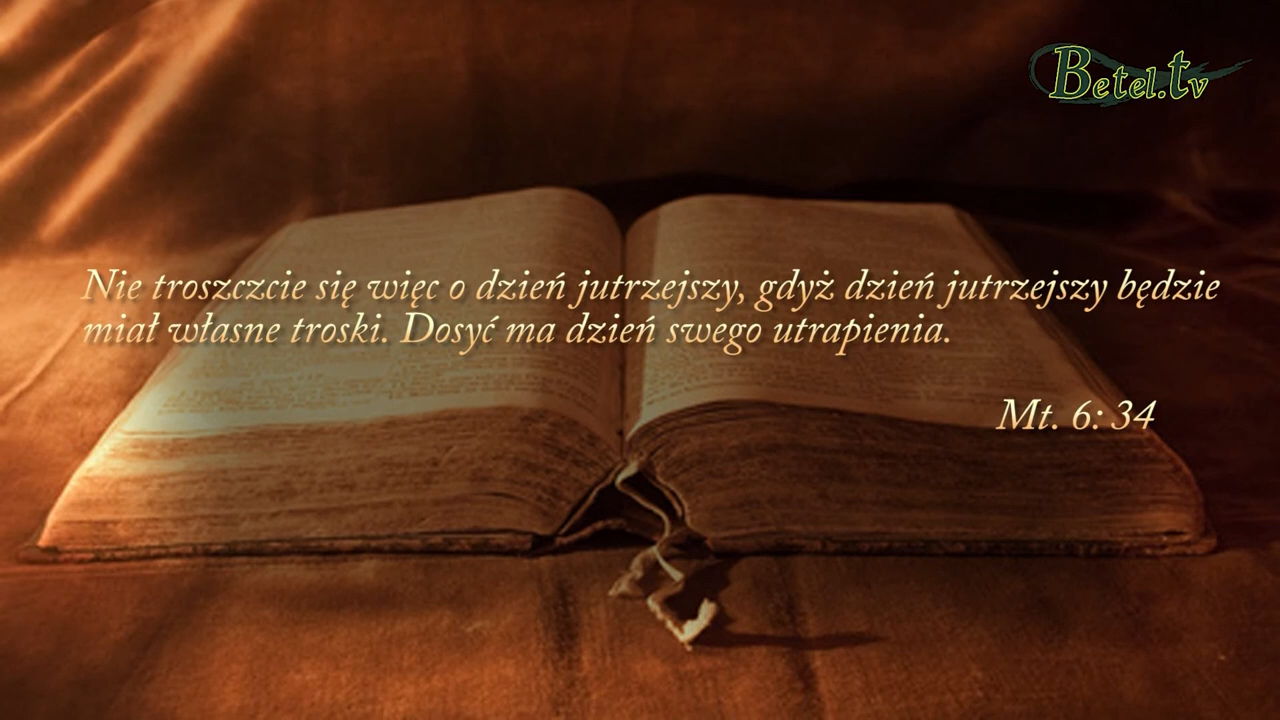 Betel.tv
Nie troszczcie się więc o dzień jutrzejszy, gdyż dzień jutrzejszy będzie
miał własne troski. Dosyć ma dzień swego utrapienia.
Mt. 6: 34